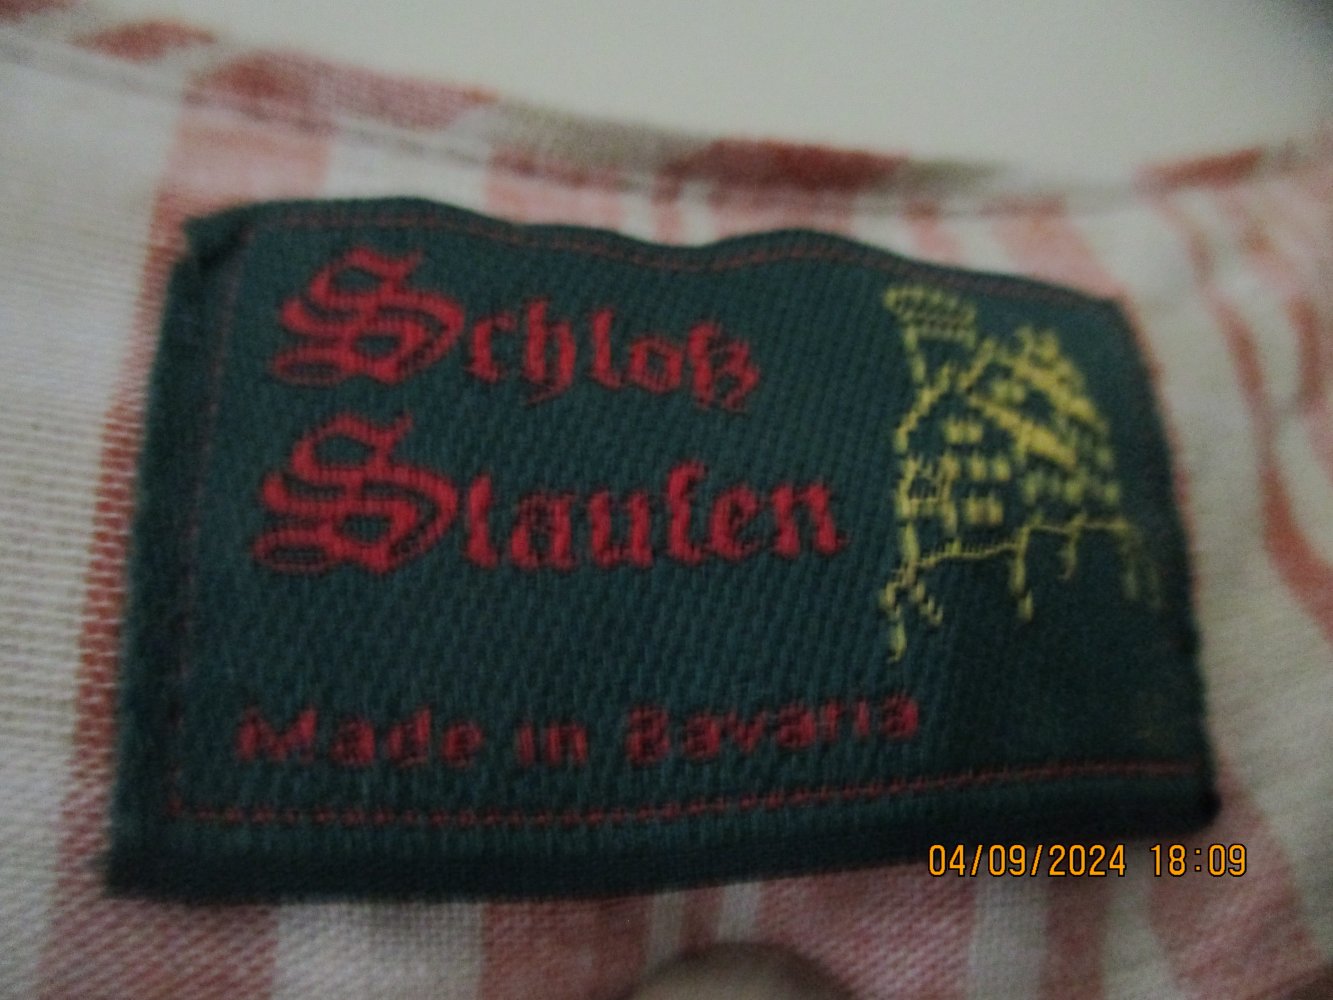 Schloß
Staufen
Made in Bavaria
04/09/2024 18:09